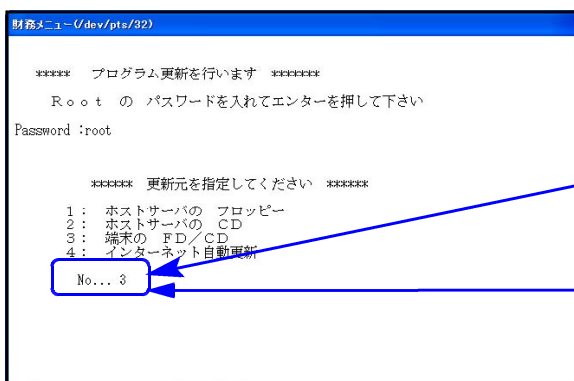 財務メニュー(/dev/pts/32)
***** プログラム更新を行います *******
Ｒｏｏｔ の パスワードを入れてエンターを押して下さい
Password :root
****** 更新元を指定してください ******
１： ホストサーバの フロッピー
２： ホストサーバの ＣＤ
３： 端末の ＦＤ／ＣＤ
４： インターネット自動更新
No... 3